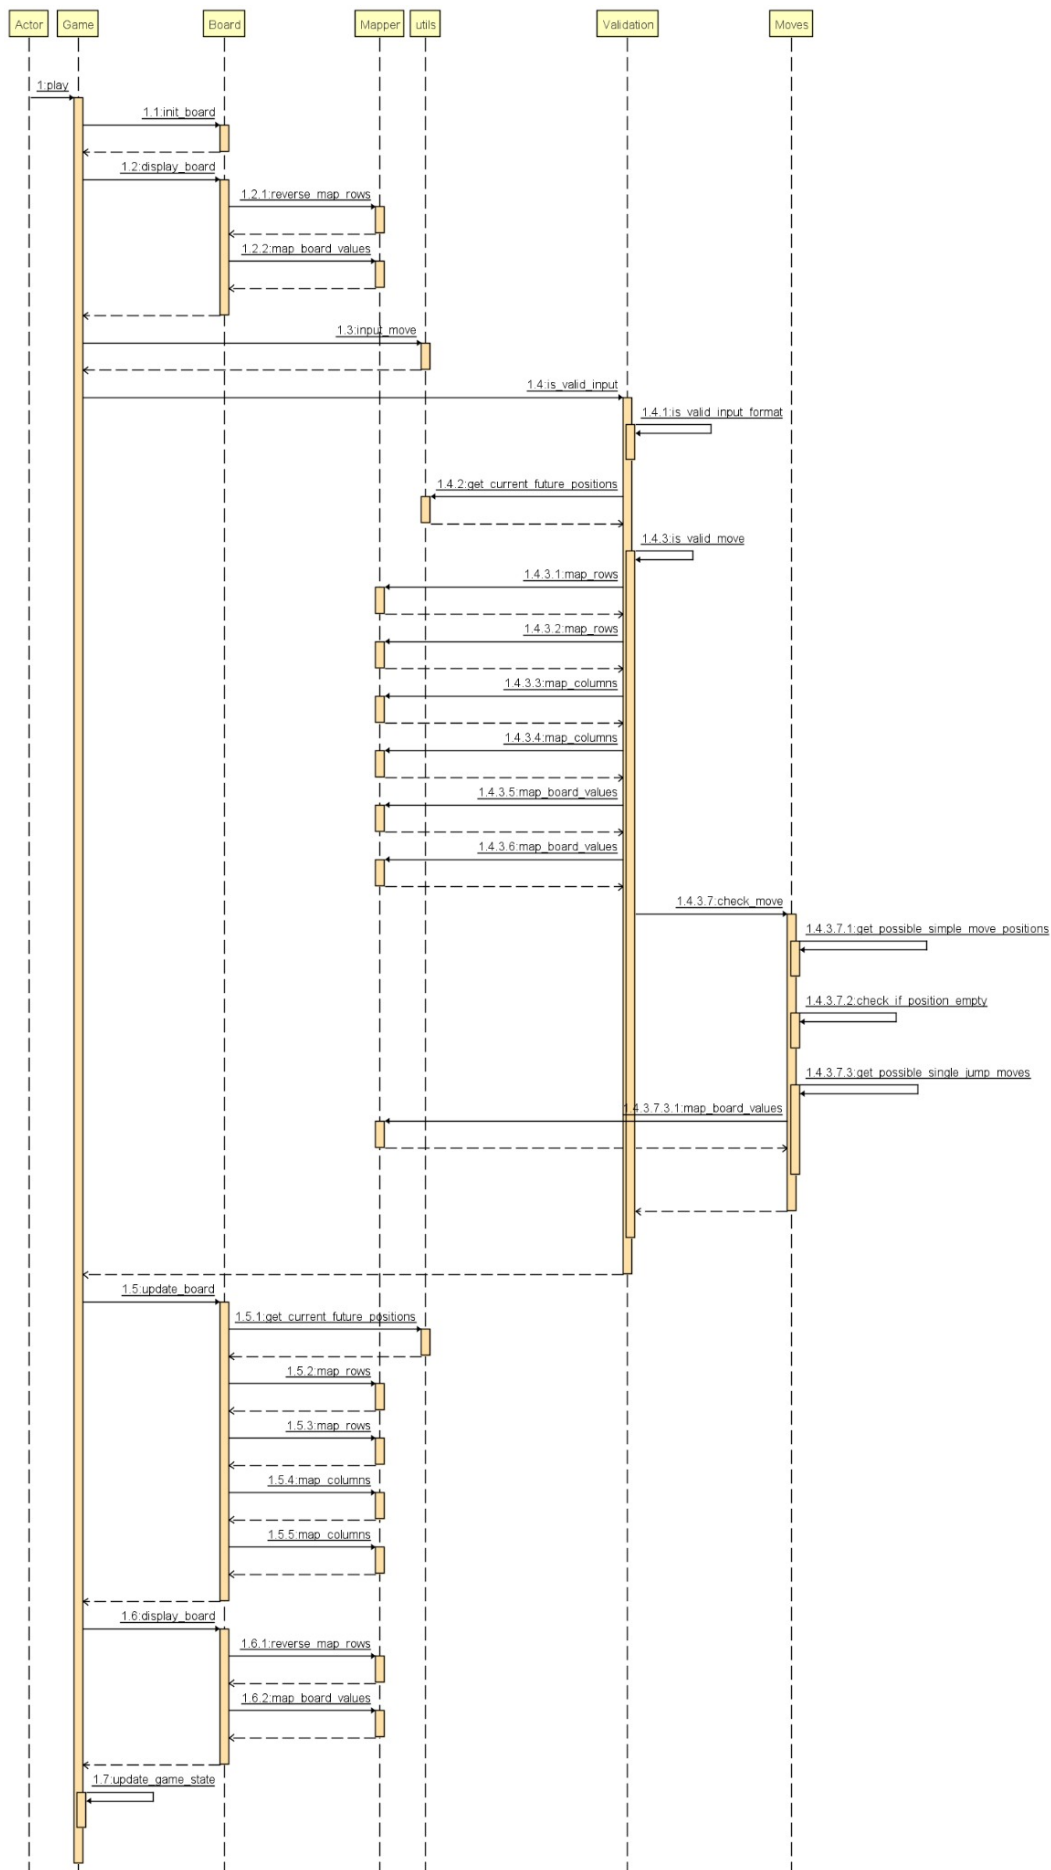 Actor Game Board Mapper utils Validation Moves
1:play
1.1:init_board
1.2:display_board
1.2.1:reverse_map_rows
1.2.2:map_board_values
1.3:input_move
1.4:is_valid_input
1.4.1:is_valid_input_format
1.4.2:get_current_future_positions
1.4.3:is_valid_move
1.4.3.1:map_rows
1.4.3.2:map_rows
1.4.3.3:map_columns
1.4.3.4:map_columns
1.4.3.5:map_board_values
1.4.3.6:map_board_values
1.4.3.7:check_move
1.4.3.7.1:get_possible_simple_move_positions
1.4.3.7.2:check_if_position_empty
1.4.3.7.3:get_possible_single_jump_moves
1.4.3.7.3.1:map_board_values
1.5:update_board
1.5.1:get_current_future_positions
1.5.2:map_rows
1.5.3:map_rows
1.5.4:map_columns
1.5.5:map_columns
1.6:display_board
1.6.1:reverse_map_rows
1.6.2:map_board_values
1.7:update_game_state